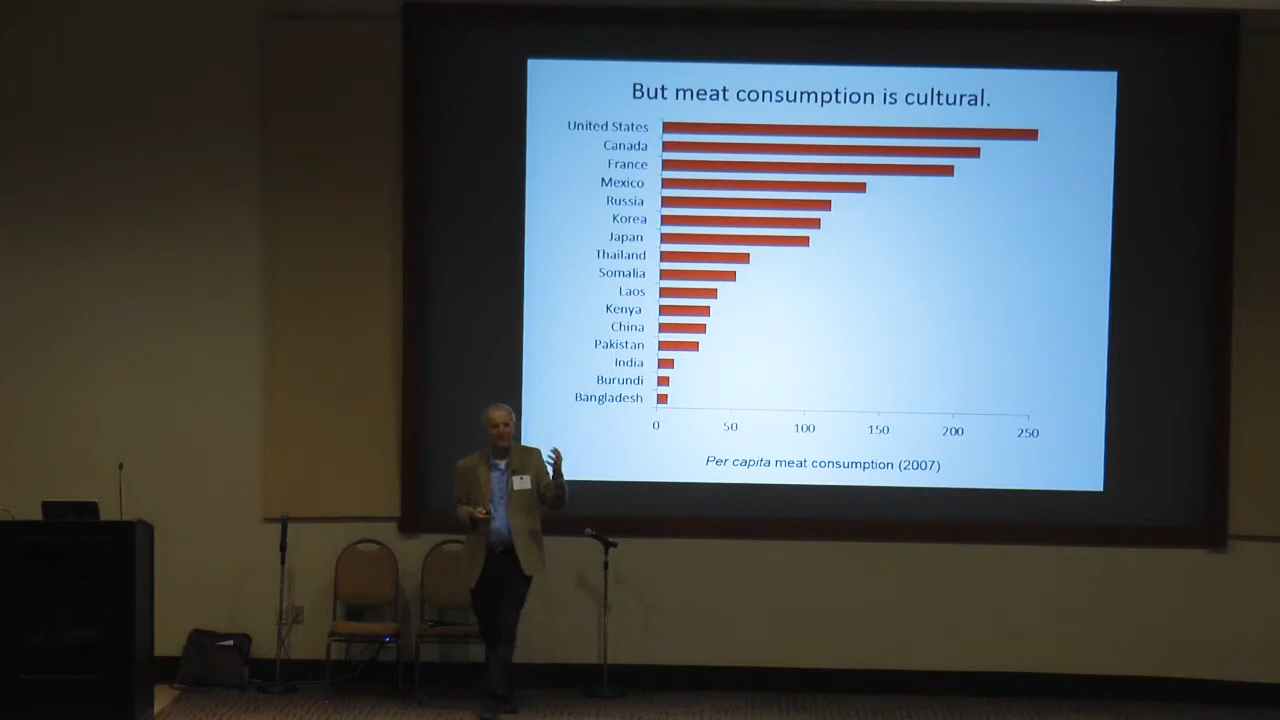 But meat consumption is cultural.
United States
Canada
France
Mexico
Russia
Korea
Japan
Thailand
Somalia
Laos
Kenya
China
Pakistan
India
Burundi
Bangladesh
0 50 100 150 200 250
Per capita meat consumption (2007)